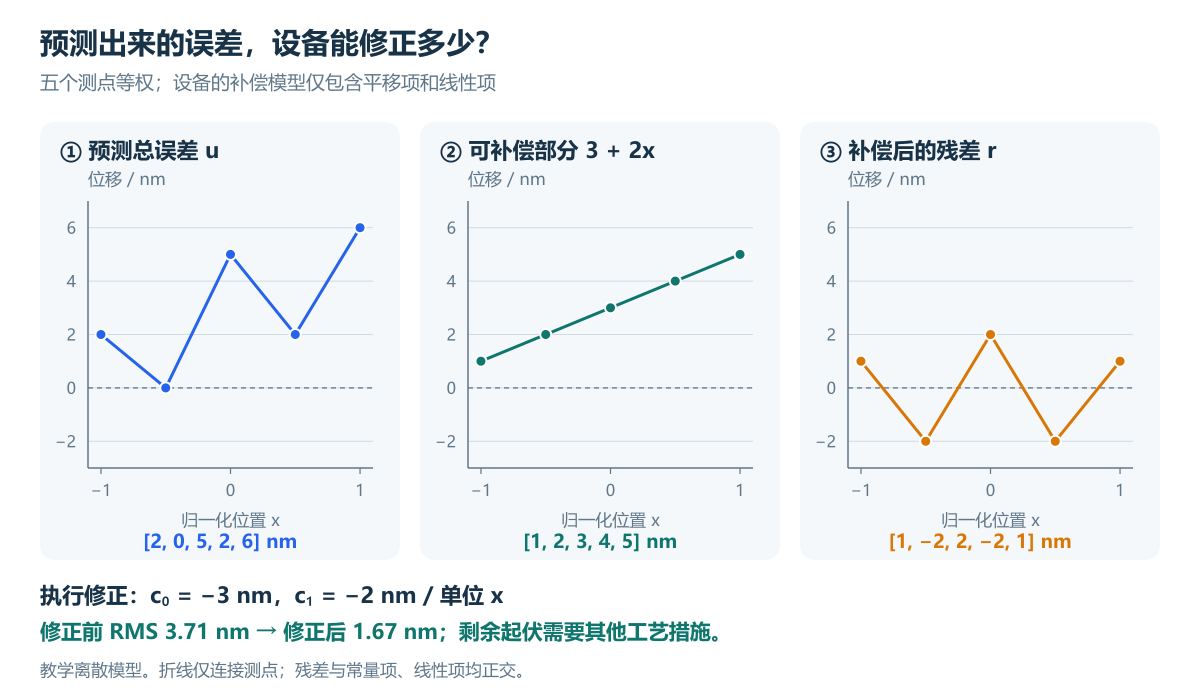 预测出来的误差，设备能修正多少？
五个测点等权；设备的补偿模型仅包含平移项和线性项
① 预测总误差 u
位移 / nm
6
4
2
0
−2
−1 0 1
归一化位置 x
[2, 0, 5, 2, 6] nm
② 可补偿部分 3 + 2x
位移 / nm
6
4
2
0
−2
−1 0 1
归一化位置 x
[1, 2, 3, 4, 5] nm
③ 补偿后的残差 r
位移 / nm
6
4
2
0
−2
−1 0 1
归一化位置 x
[1, −2, 2, −2, 1] nm
执行修正：c₀ = −3 nm，c₁ = −2 nm / 单位 x
修正前 RMS 3.71 nm → 修正后 1.67 nm；剩余起伏需要其他工艺措施。
教学离散模型。折线仅连接测点；残差与常量项、线性项均正交。